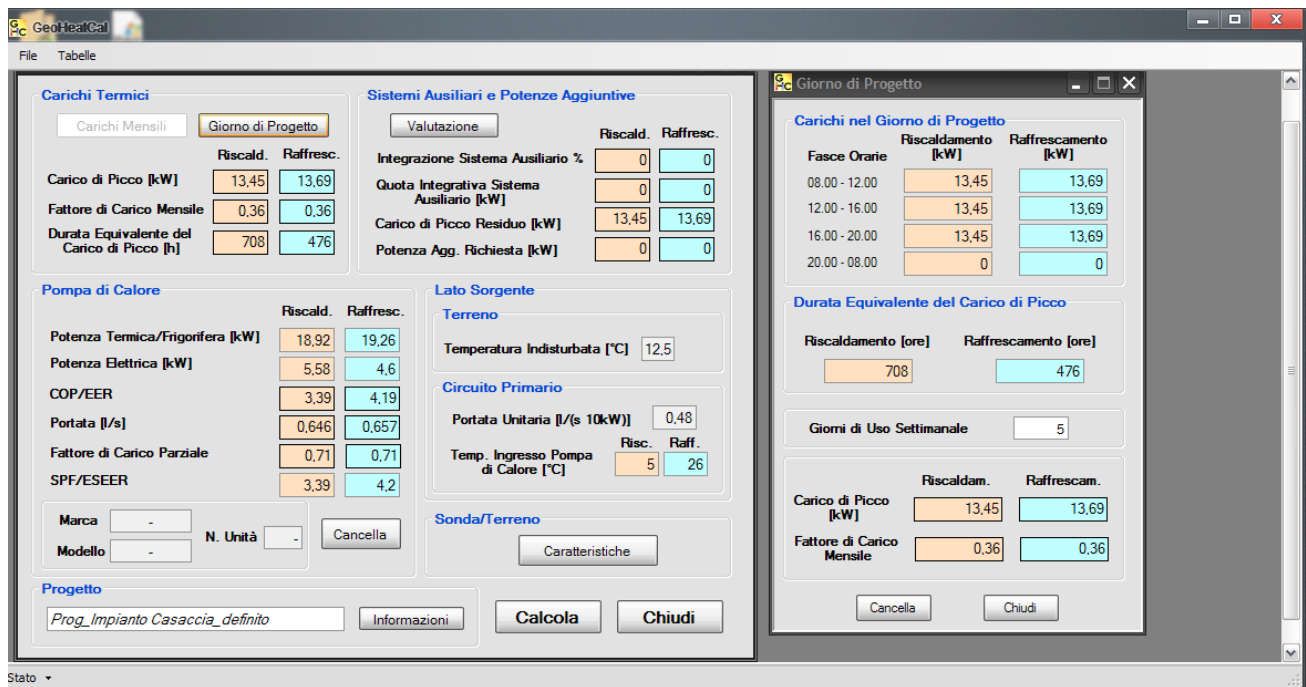 GHC GeoHeatCal
File Tabelle
Carichi Termici
Carichi Mensili Giorno di Progetto
Riscald. Raffresc.
Carico di Picco [kW] 13,45 13,69
Fattore di Carico Mensile 0,36 0,36
Durata Equivalente del
Carico di Picco [h] 708 476
Sistemi Ausiliari e Potenze Aggiuntive
Valutazione
Riscald. Raffresc.
Integrazione Sistema Ausiliario % 0 0
Quota Integrativa Sistema
Ausiliario [kW] 0 0
Carico di Picco Residuo [kW] 13,45 13,69
Potenza Agg. Richiesta [kW] 0 0
Pompa di Calore
Riscald. Raffresc.
Potenza Termica/Frigorifera [kW] 18,92 19,26
Potenza Elettrica [kW] 5,58 4,6
COP/EER 3,39 4,19
Portata [l/s] 0,646 0,657
Fattore di Carico Parziale 0,71 0,71
SPF/ESEER 3,39 4,2
Marca -
Modello -
N. Unità -
Cancella
Lato Sorgente
Terreno
Temperatura Indisturbata [°C] 12,5
Circuito Primario
Portata Unitaria [l/(s 10kW)] 0,48
Risc. Raff.
Temp. Ingresso Pompa
di Calore [°C] 5 26
Sonda/Terreno
Caratteristiche
Progetto
Prog_Impianto Casaccia_definito Informazioni
Calcola Chiudi
GHC Giorno di Progetto
Carichi nel Giorno di Progetto
Fasce Orarie Riscaldamento [kW] Raffrescamento [kW]
08.00 - 12.00 13,45 13,69
12.00 - 16.00 13,45 13,69
16.00 - 20.00 13,45 13,69
20.00 - 08.00 0 0
Durata Equivalente del Carico di Picco
Riscaldamento [ore] Raffrescamento [ore]
708 476
Giorni di Uso Settimanale 5
Riscaldam. Raffrescam.
Carico di Picco
[kW] 13,45 13,69
Fattore di Carico
Mensile 0,36 0,36
Cancella Chiudi
Stato